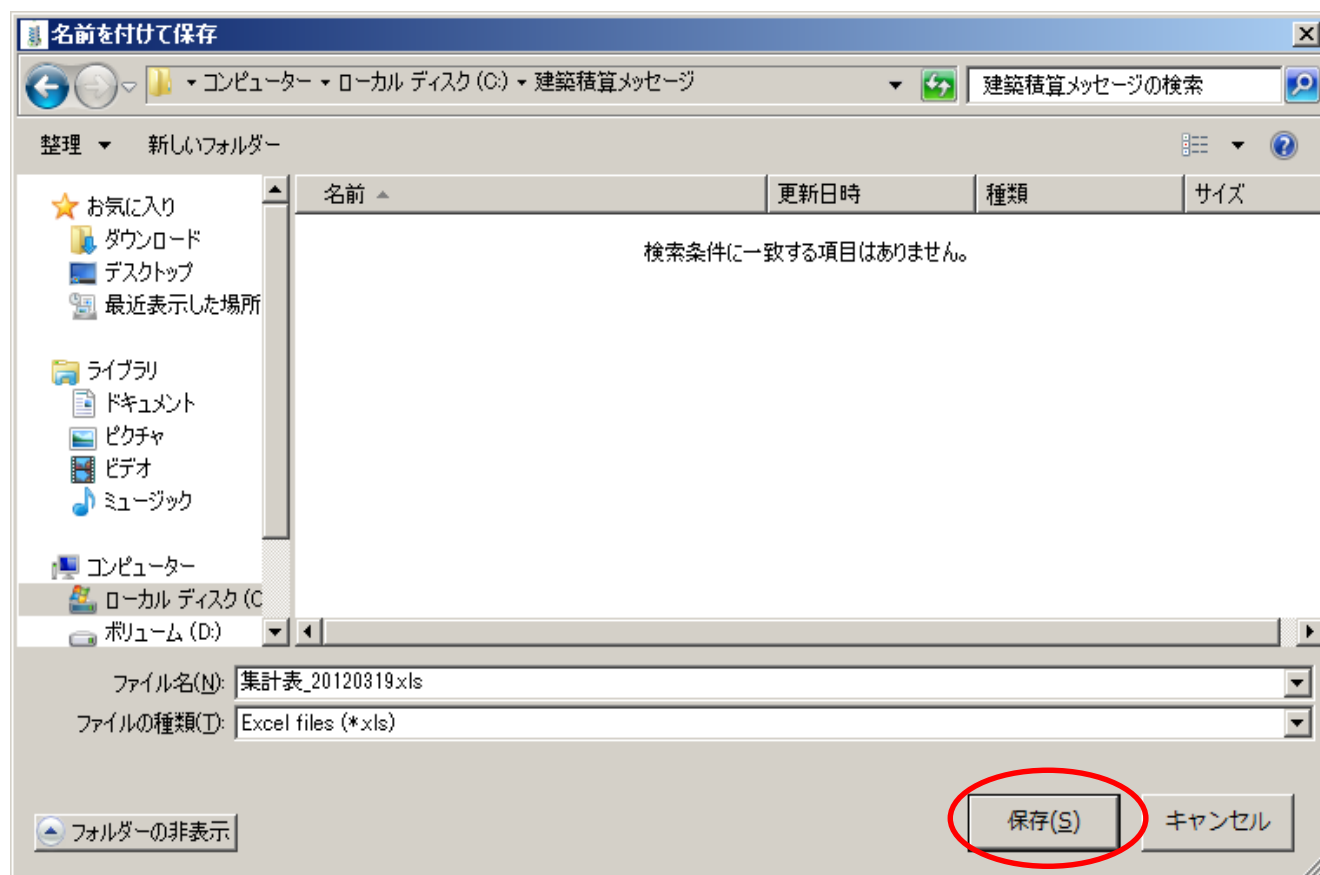 名前を付けて保存
コンピューター ローカル ディスク (C:) 建築積算メッセージ
建築積算メッセージの検索
整理 新しいフォルダー
お気に入り
ダウンロード
デスクトップ
最近表示した場所
ライブラリ
ドキュメント
ピクチャ
ビデオ
ミュージック
コンピューター
ローカル ディスク (C
ボリューム (D:)
名前 更新日時 種類 サイズ
検索条件に一致する項目はありません。
ファイル名(N): 集計表_20120319.xls
ファイルの種類(T): Excel files (*.xls)
フォルダーの非表示
保存(S) キャンセル